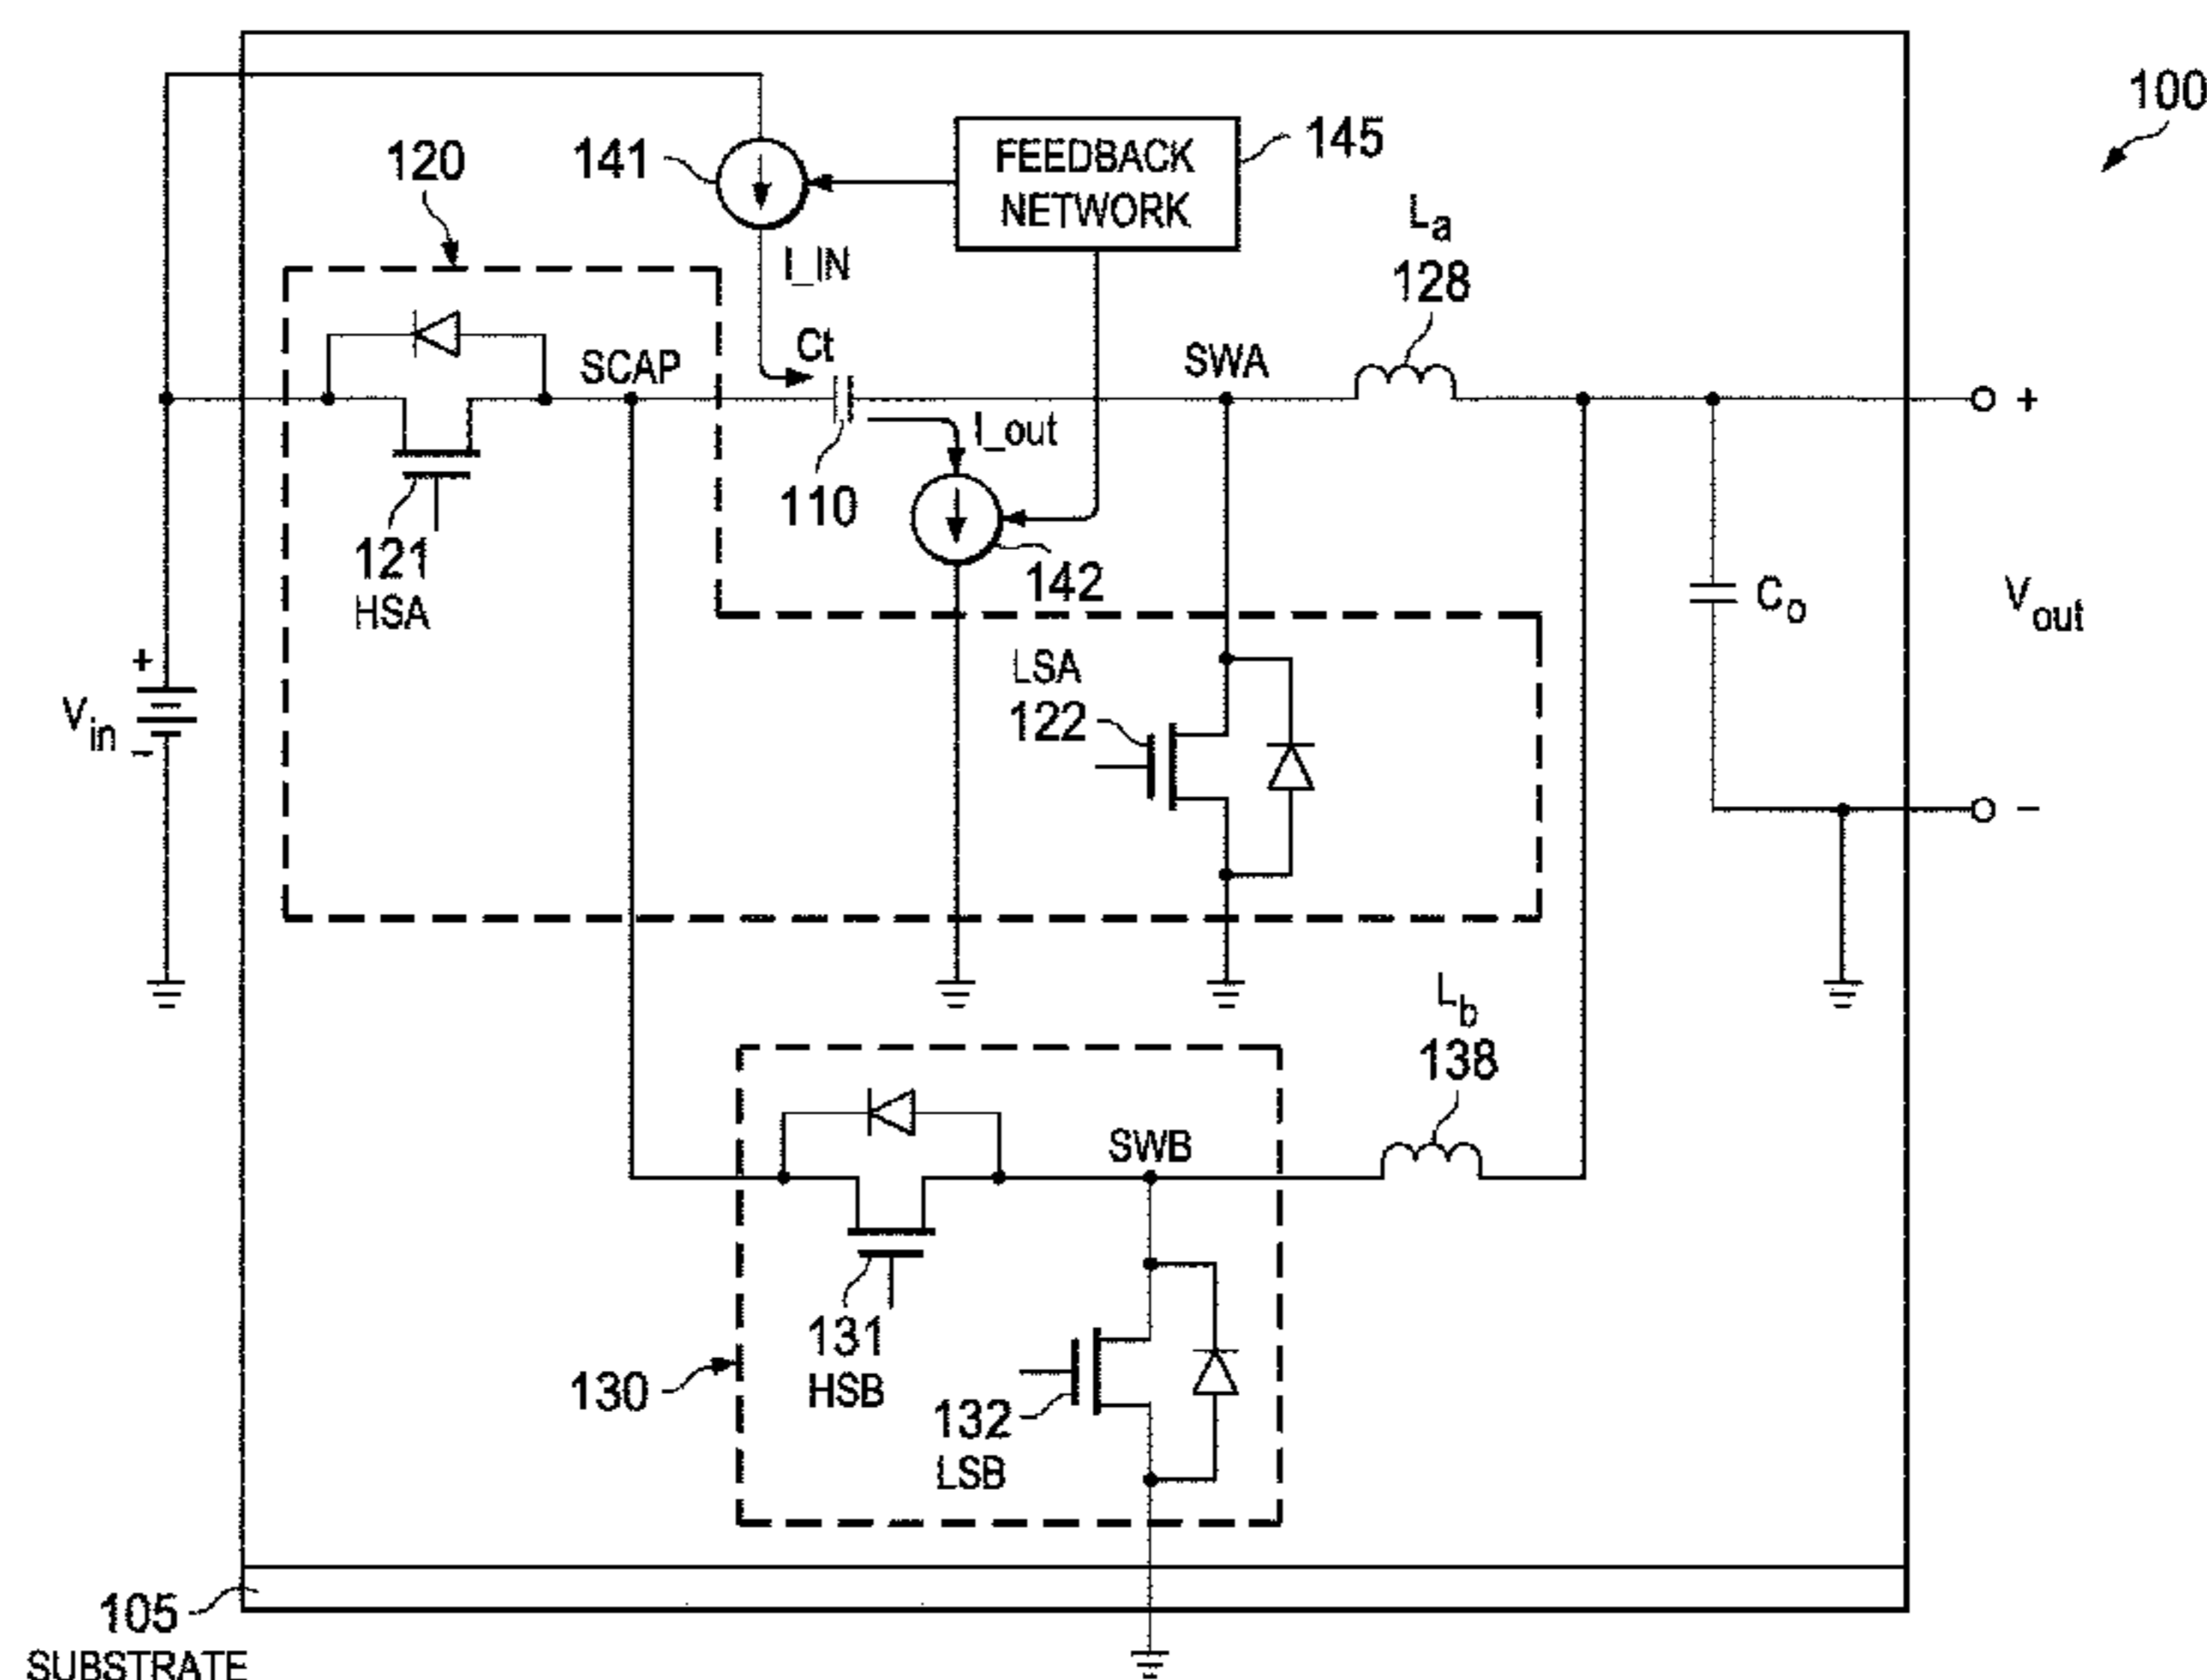 100
120
141
FEEDBACK
NETWORK
145
La
128
I_IN
Ct
SCAP
SWA
+
I_out
110
121
HSA
142
Co
Vout
+
Vin
−
LSA
122
−
Lb
138
SWB
131
HSB
130
132
LSB
105
SUBSTRATE